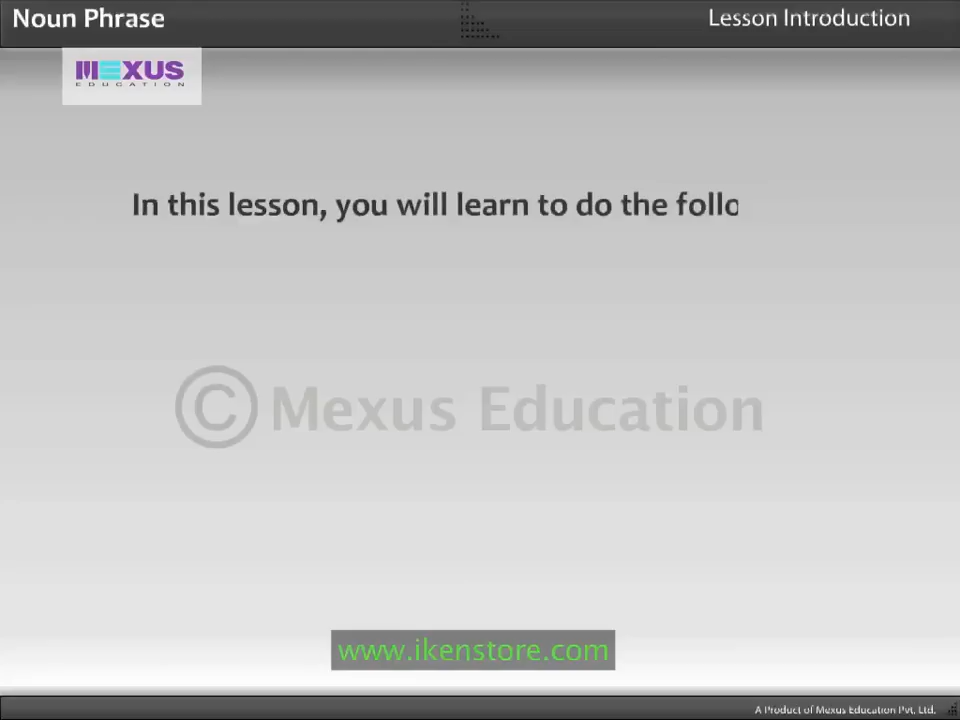 Noun Phrase
Lesson Introduction
MEXUS
EDUCATION
In this lesson, you will learn to do the follo
© Mexus Education
www.ikenstore.com
A Product of Mexus Education Pvt. Ltd.